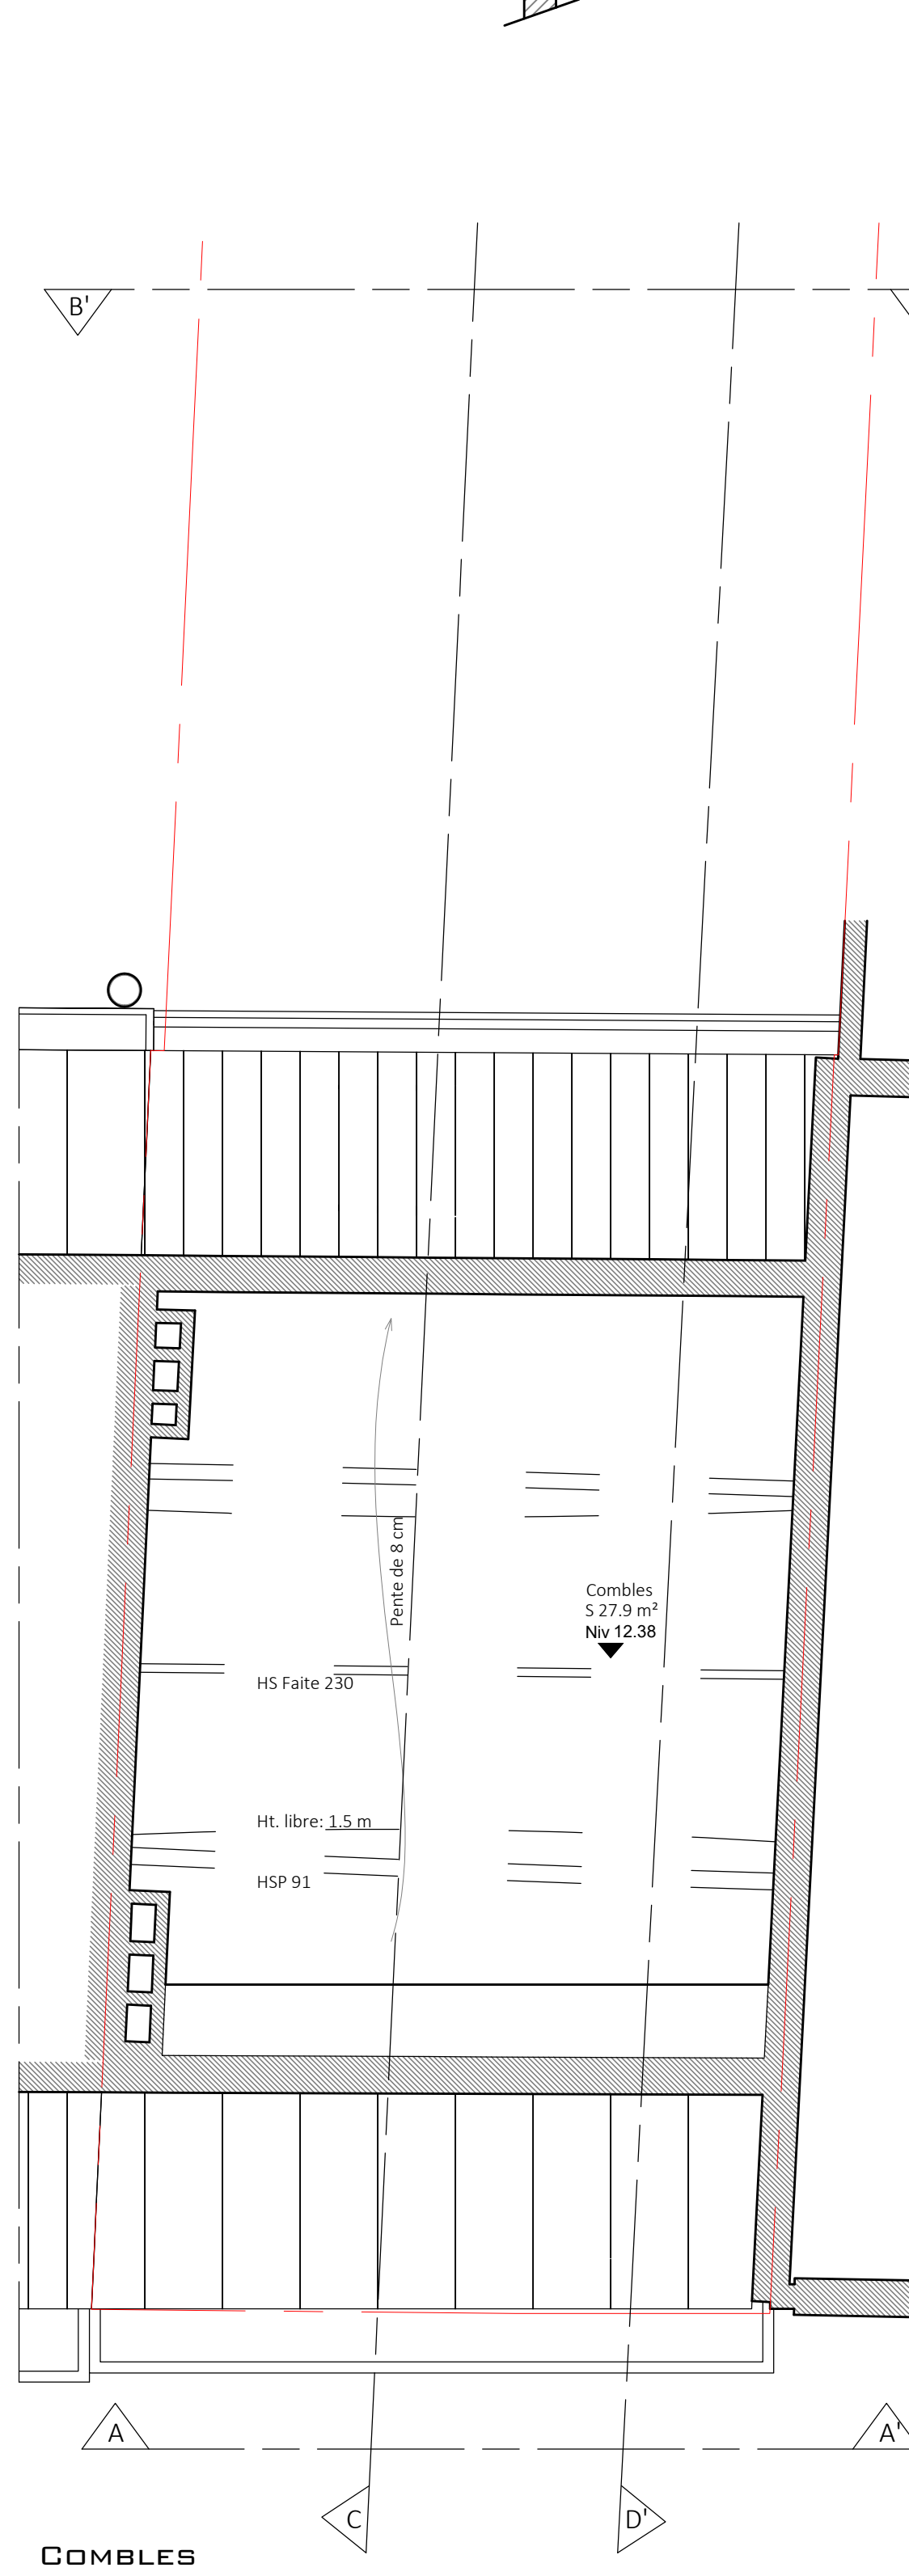 B'
Pente de 8 cm
Combles
S 27.9 m²
Niv 12.38
HS Faite 230
Ht. libre: 1.5 m
HSP 91
A
A'
C
D'
COMBLES